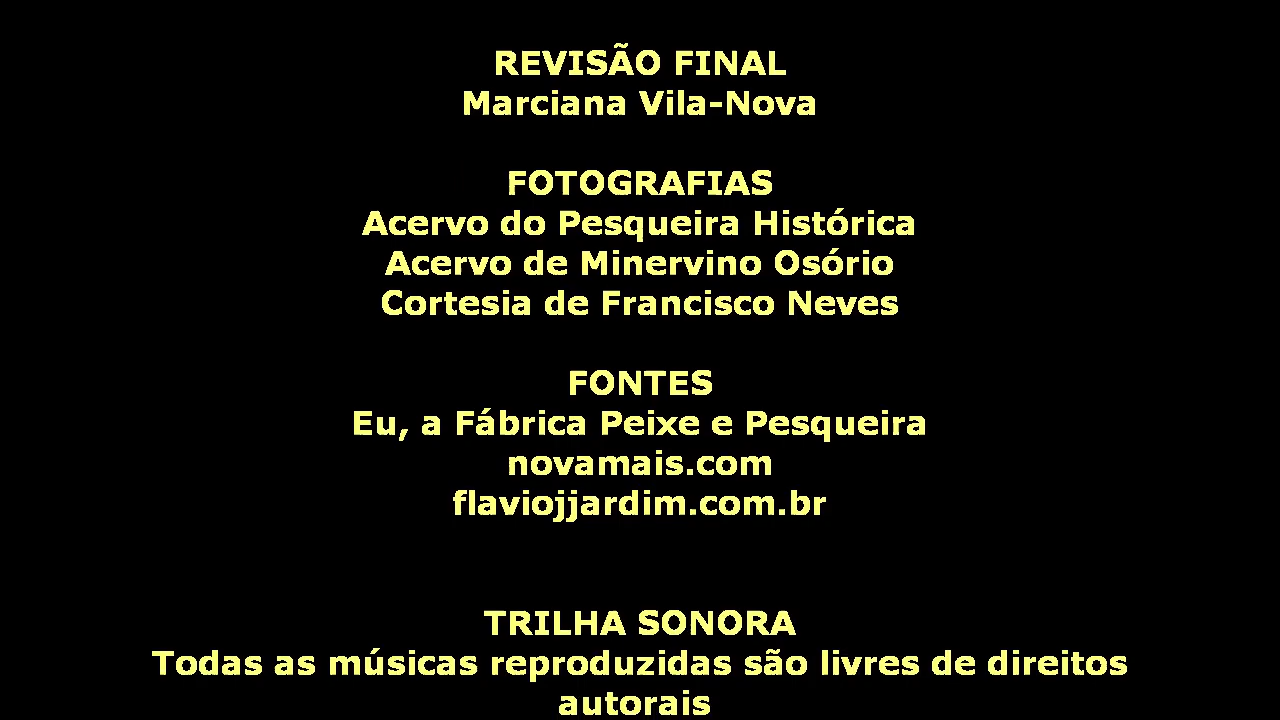 REVISÃO FINAL
Marciana Vila-Nova
FOTOGRAFIAS
Acervo do Pesqueira Histórica
Acervo de Minervino Osório
Cortesia de Francisco Neves
FONTES
Eu, a Fábrica Peixe e Pesqueira
novamais.com
flaviojjardim.com.br
TRILHA SONORA
Todas as músicas reproduzidas são livres de direitos
autorais